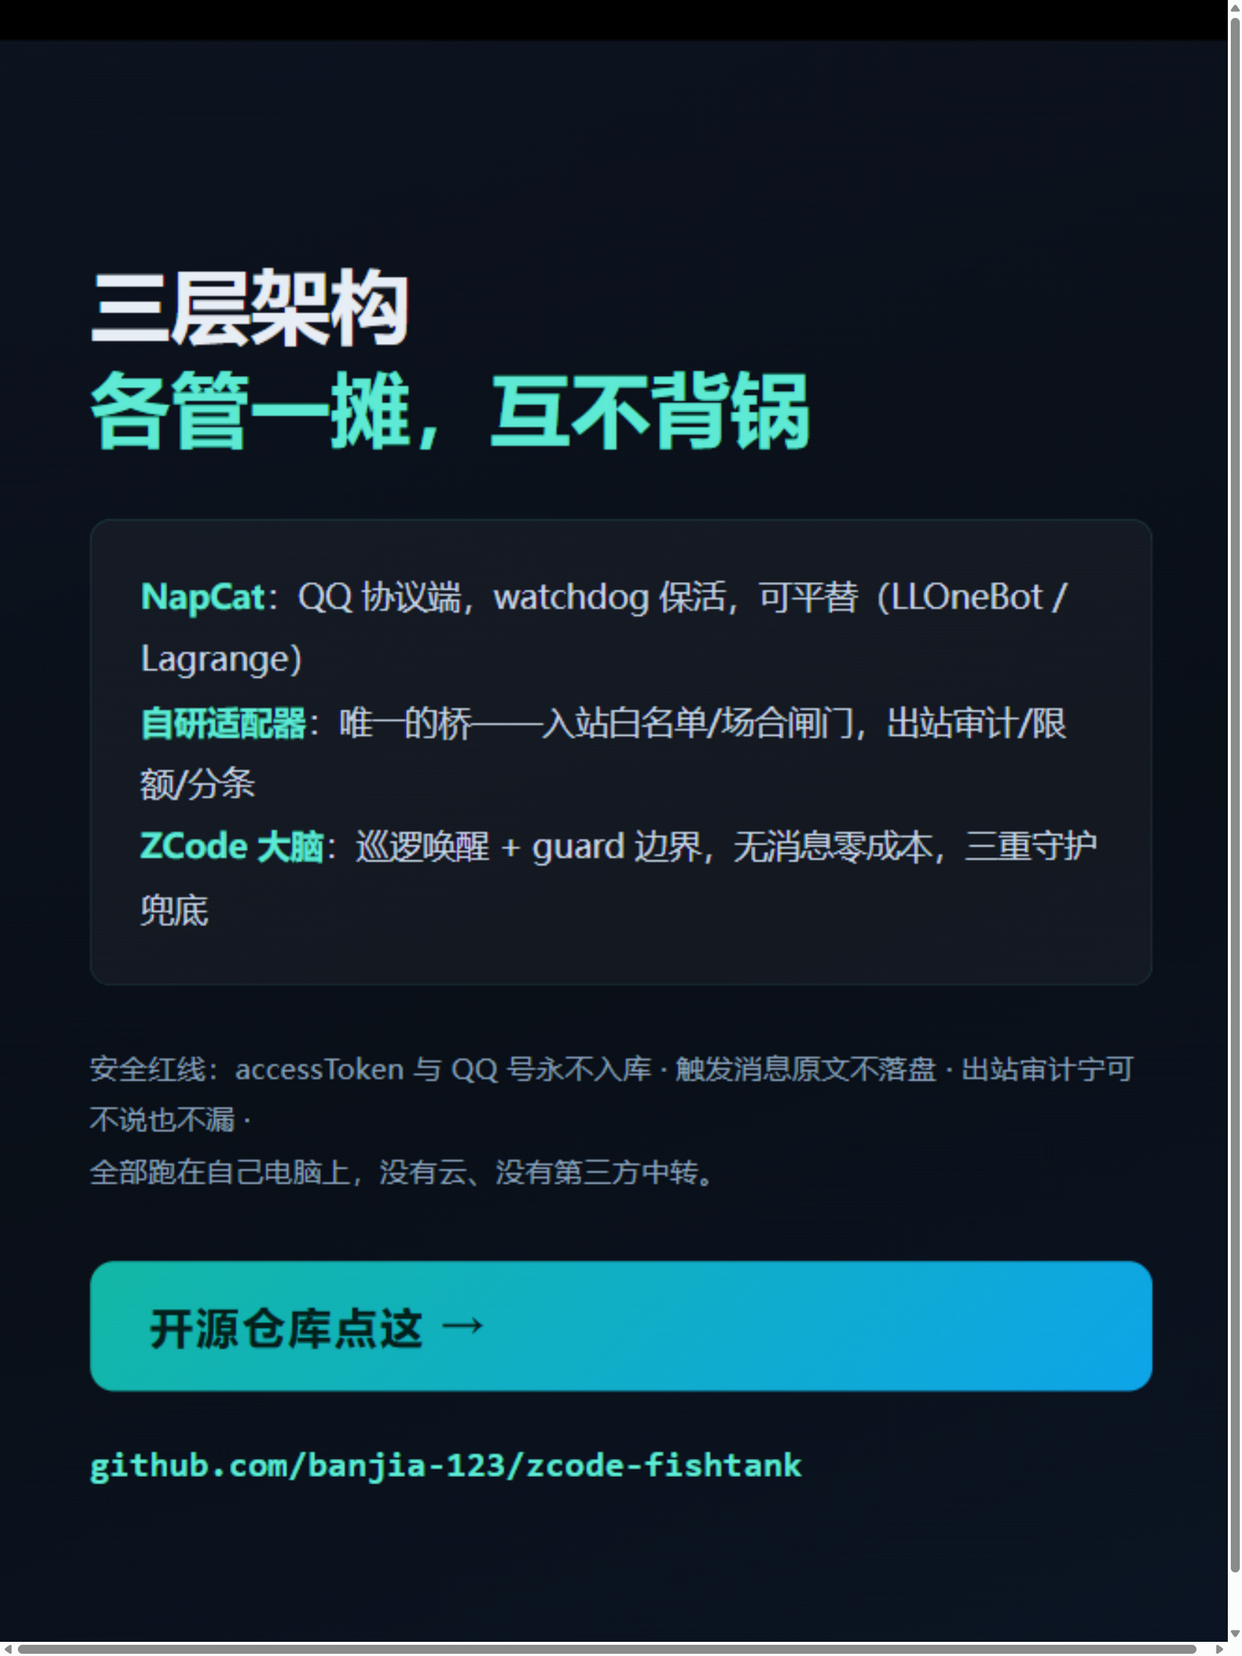 三层架构
各管一摊，互不背锅
NapCat：QQ 协议端，watchdog 保活，可平替（LLOneBot /
Lagrange）
自研适配器：唯一的桥——入站白名单/场合闸门，出站审计/限
额/分条
ZCode 大脑：巡逻唤醒 + guard 边界，无消息零成本，三重守护
兜底
安全红线：accessToken 与 QQ 号永不入库 · 触发消息原文不落盘 · 出站审计宁可
不说也不漏 ·
全部跑在自己电脑上，没有云、没有第三方中转。
开源仓库点这 →
github.com/banjia-123/zcode-fishtank